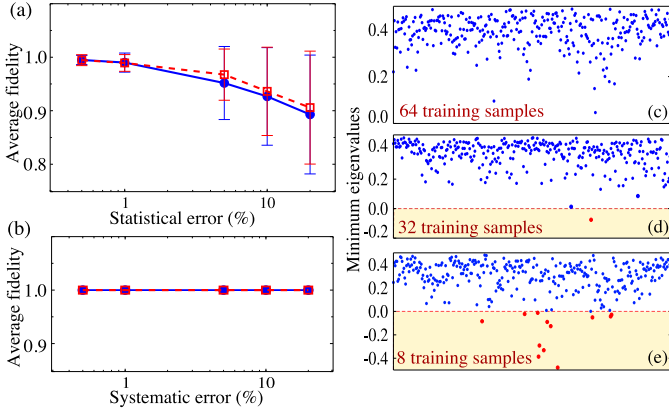 (a)
Average fidelity
1.0
0.9
0.8
1
10
Statistical error (%)
(b)
Average fidelity
1.0
0.9
1
10
Systematic error (%)
Minimum eigenvalues
0.4
0.2
0.0
64 training samples
(c)
0.4
0.2
0.0
-0.2
32 training samples
(d)
0.4
0.2
0.0
-0.2
-0.4
8 training samples
(e)